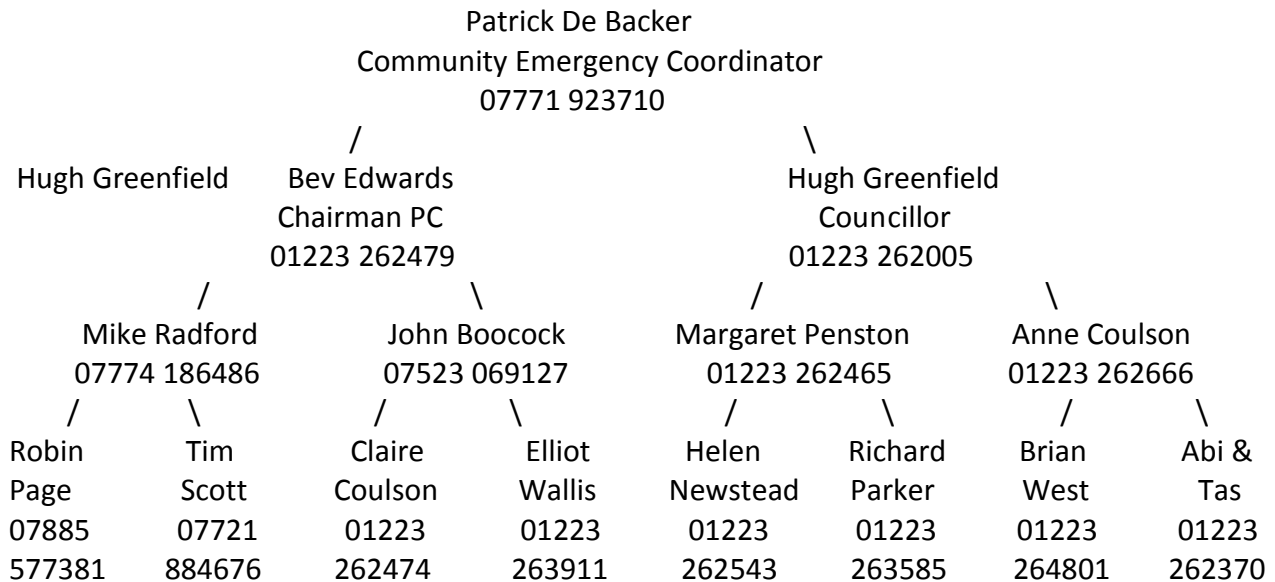 Patrick De Backer
Community Emergency Coordinator
07771 923710
/ \
Hugh Greenfield Bev Edwards Hugh Greenfield
Chairman PC Councillor
01223 262479 01223 262005
/ \ / \
Mike Radford John Boocock Margaret Penston Anne Coulson
07774 186486 07523 069127 01223 262465 01223 262666
/ \ / \ / \ / \
Robin Tim Claire Elliot Helen Richard Brian Abi &
Page Scott Coulson Wallis Newstead Parker West Tas
07885 07721 01223 01223 01223 01223 01223 01223
577381 884676 262474 263911 262543 263585 264801 262370